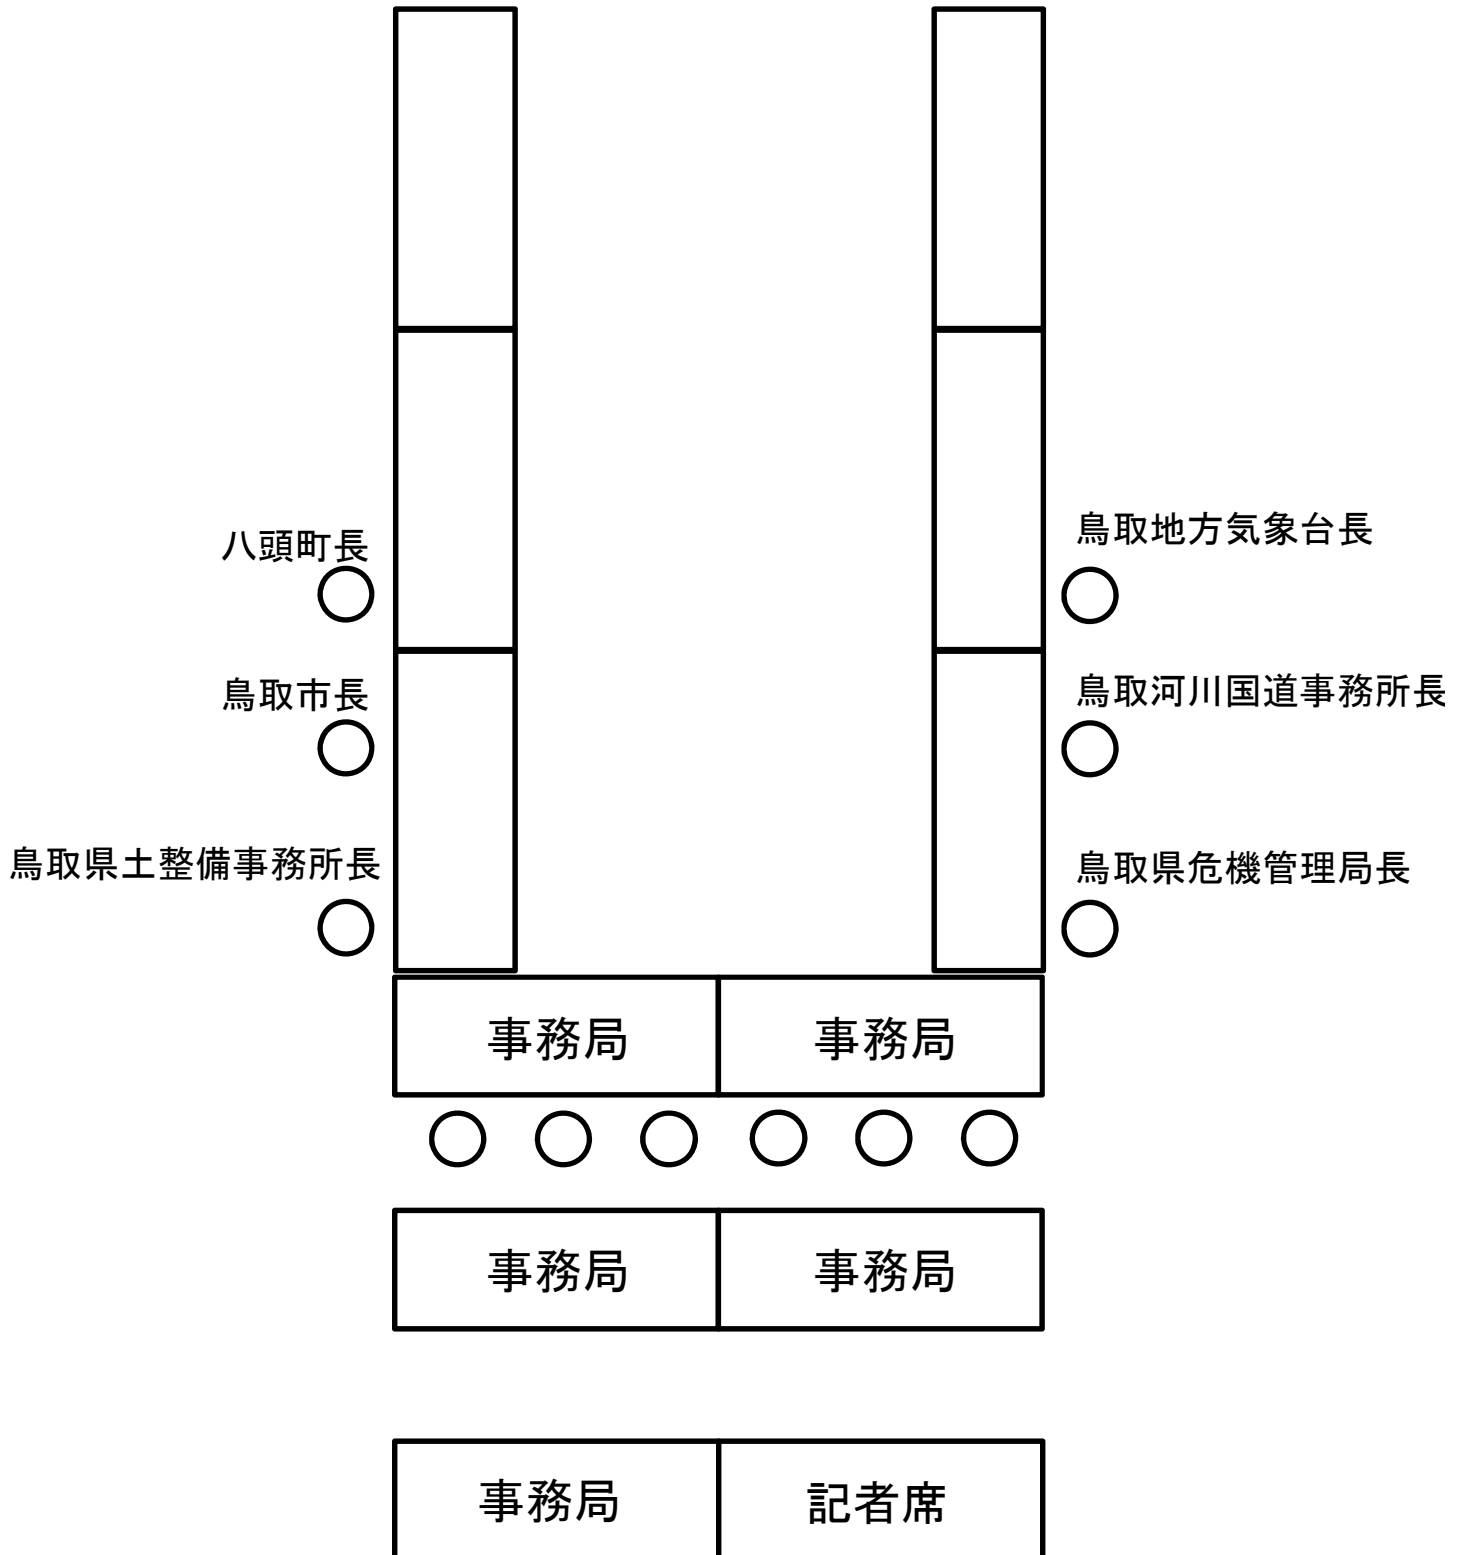 八頭町長
鳥取地方気象台長
鳥取市長
鳥取河川国道事務所長
鳥取県土整備事務所長
鳥取県危機管理局長
事務局
事務局
事務局
事務局
事務局
記者席